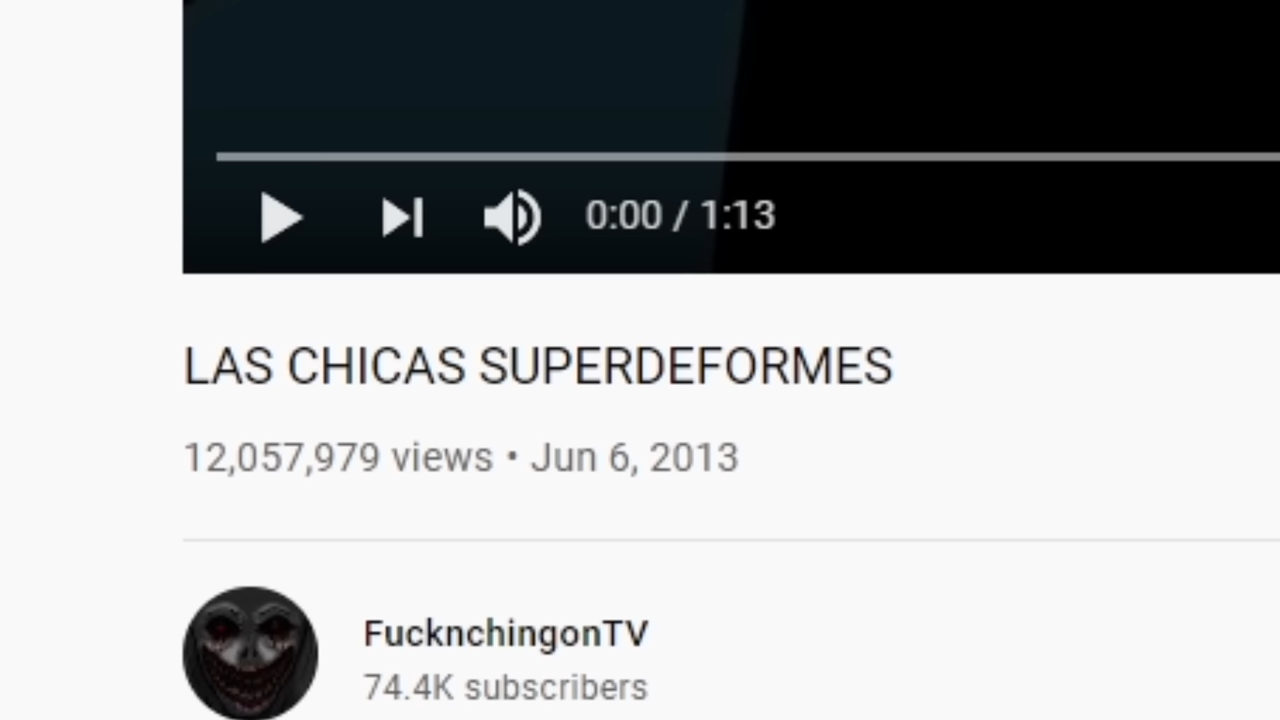 0:00 / 1:13
LAS CHICAS SUPERDEFORMES
12,057,979 views • Jun 6, 2013
FucknchingonTV
74.4K subscribers